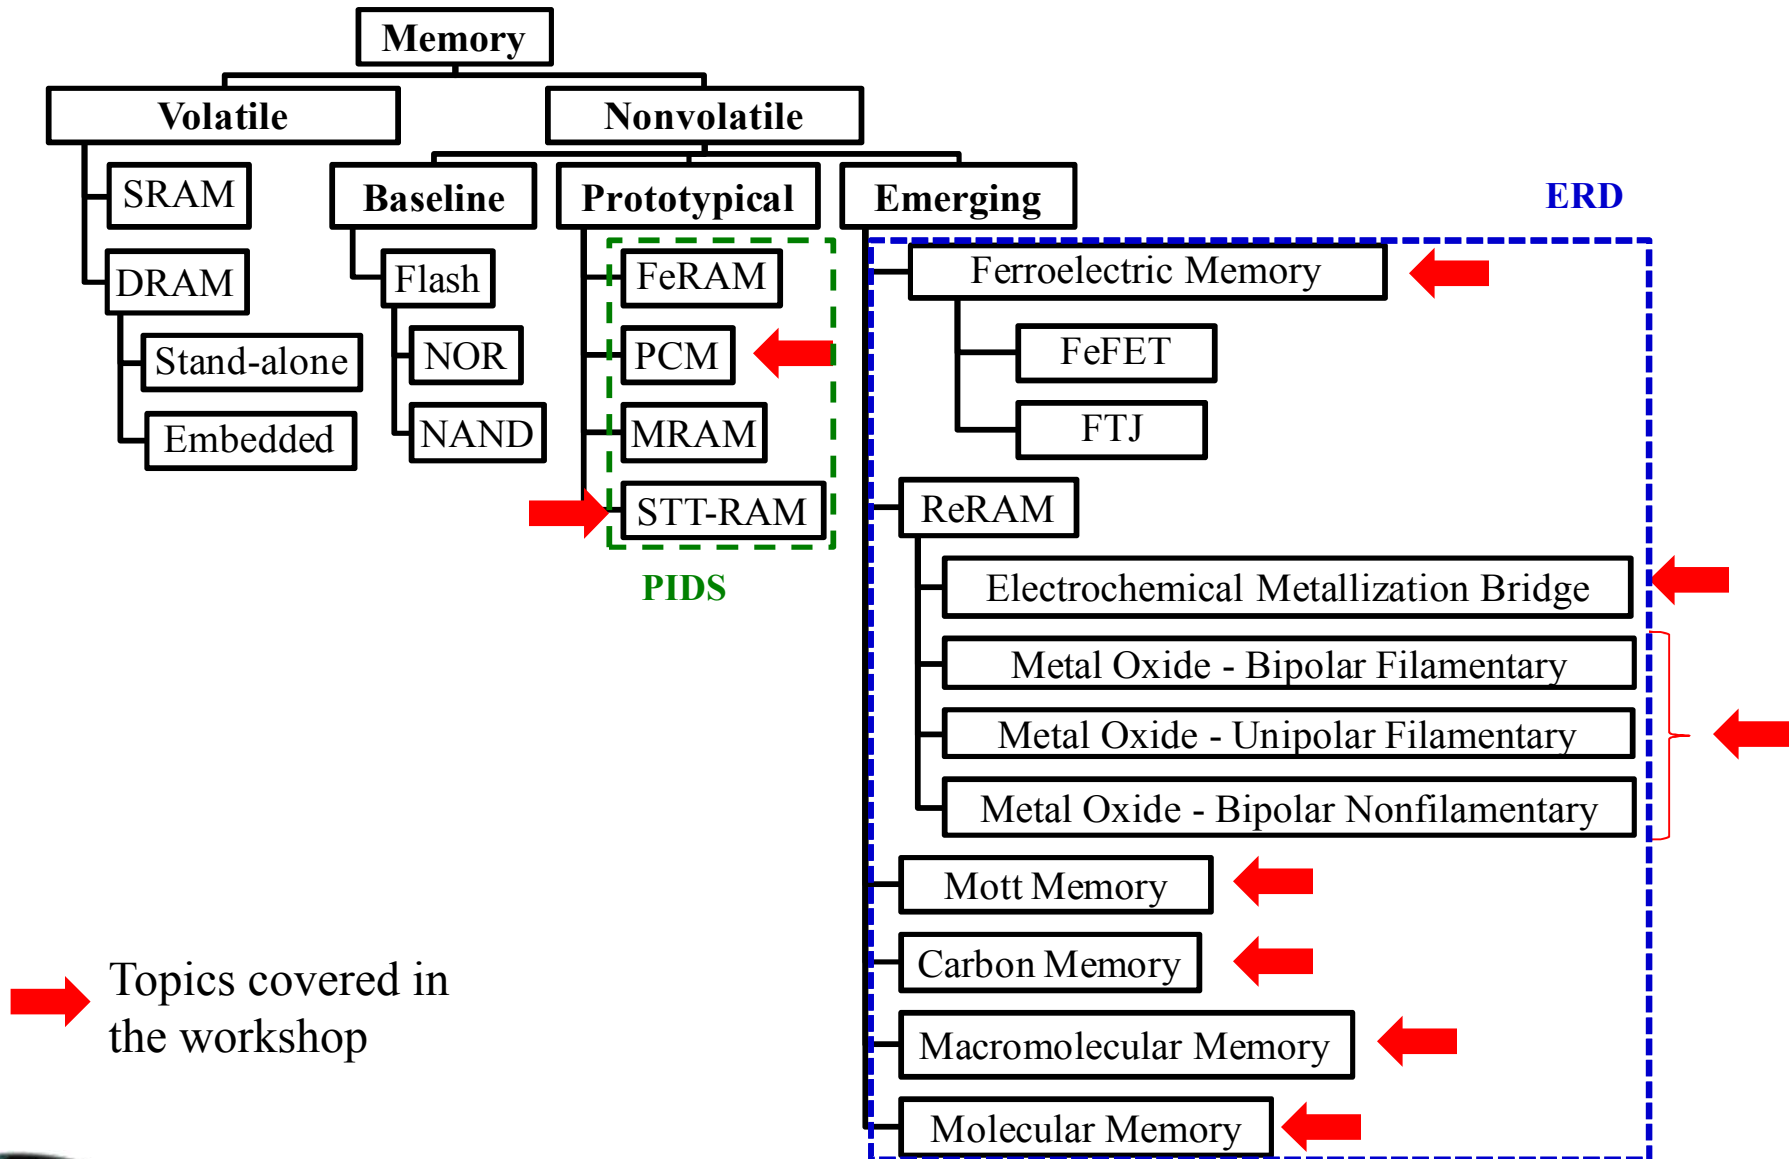 Memory
Volatile
Nonvolatile
SRAM
Baseline
Prototypical
Emerging
ERD
DRAM
Flash
FeRAM
Ferroelectric Memory
Stand-alone
NOR
PCM
FeFET
Embedded
NAND
MRAM
FTJ
STT-RAM
ReRAM
PIDS
Electrochemical Metallization Bridge
Metal Oxide - Bipolar Filamentary
Metal Oxide - Unipolar Filamentary
Metal Oxide - Bipolar Nonfilamentary
Mott Memory
Carbon Memory
Macromolecular Memory
Molecular Memory
Topics covered in
the workshop